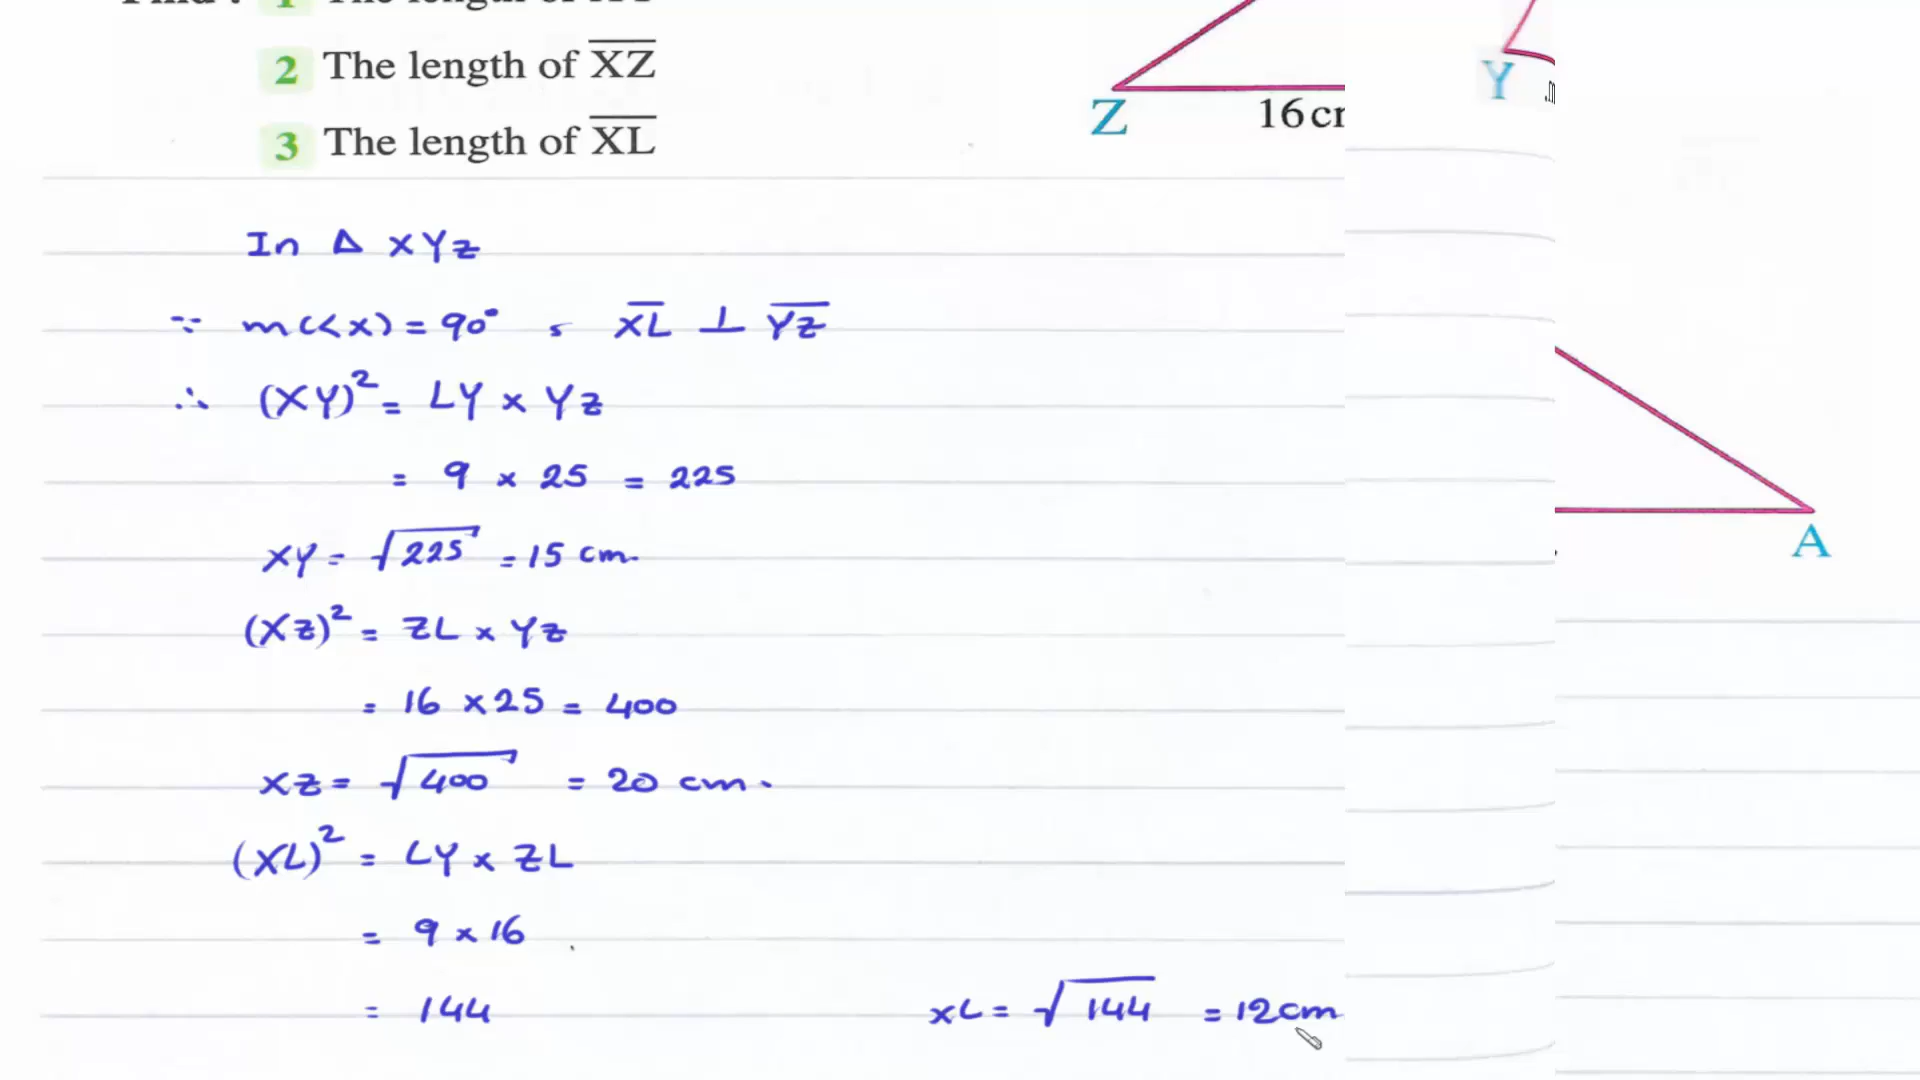 2 The length of XZ
3 The length of XL
Z
16 c
Y
A
In Δ XYZ
∵ m(<X) = 90° , XL ⊥ YZ
∴ (XY)² = LY × YZ
= 9 × 25 = 225
XY = √225 = 15 cm.
(XZ)² = ZL × YZ
= 16 × 25 = 400
XZ = √400 = 20 cm.
(XL)² = LY × ZL
= 9 × 16
= 144
XL = √144 = 12 cm